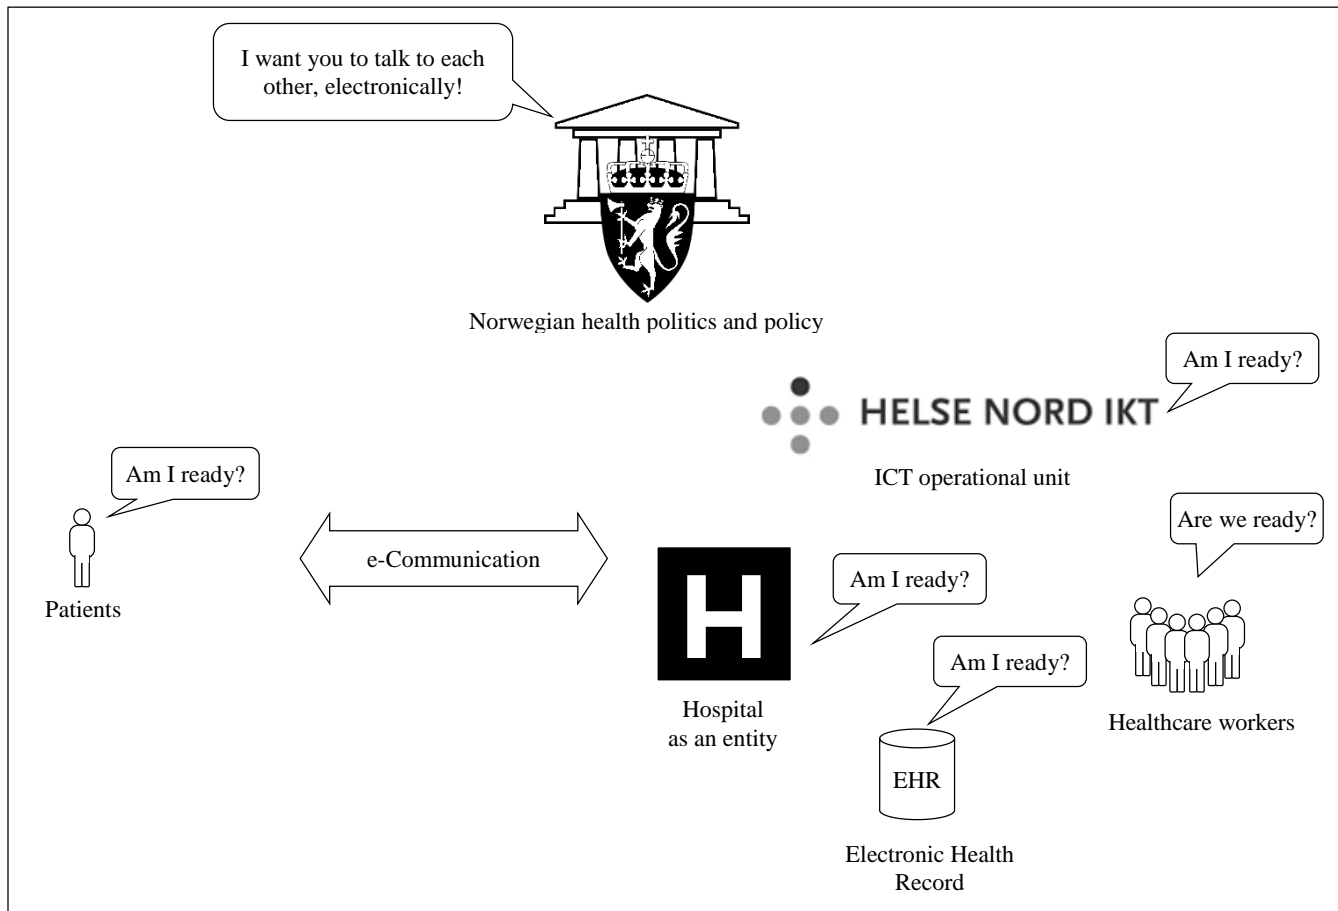 I want you to talk to each
other, electronically!
Norwegian health politics and policy
Am I ready?
HELSE NORD IKT
ICT operational unit
Am I ready?
Patients
e-Communication
Are we ready?
Am I ready?
H
Hospital
as an entity
Am I ready?
Healthcare workers
EHR
Electronic Health
Record